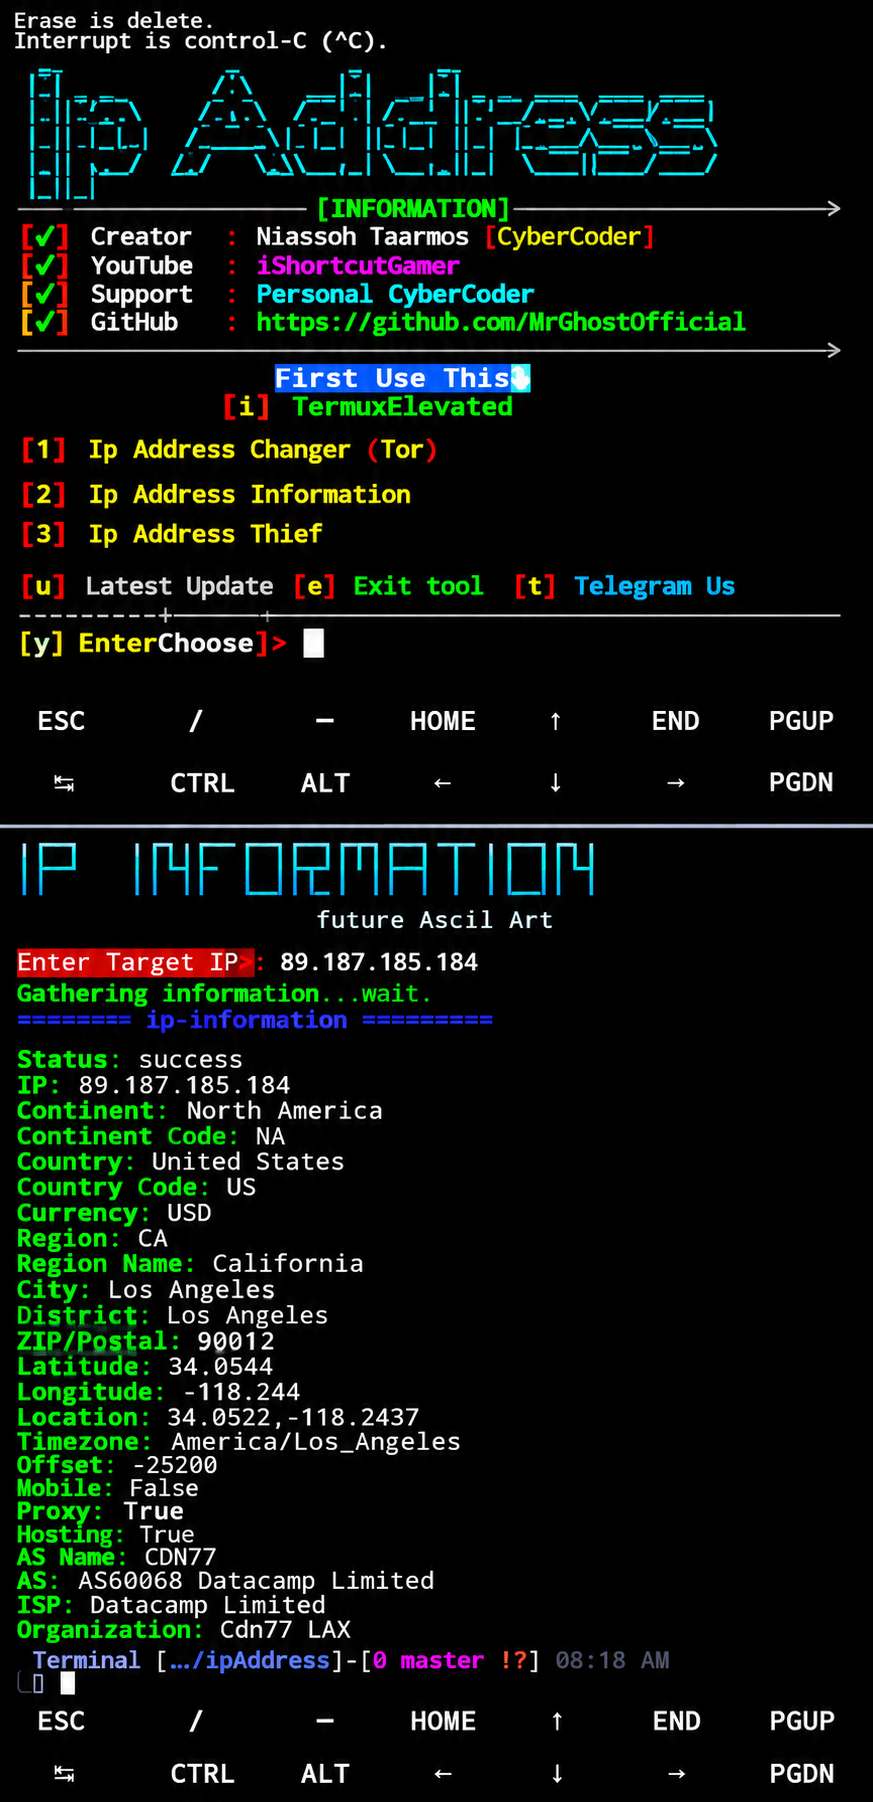 Erase is delete.
Interrupt is control-C (^C).
Ip Address
[INFORMATION]
[✓] Creator : Niassoh Taarmos [CyberCoder]
[✓] YouTube : iShortcutGamer
[✓] Support : Personal CyberCoder
[✓] GitHub : https://github.com/MrGhostOfficial
First Use This
[i] TermuxElevated
[1] Ip Address Changer (Tor)
[2] Ip Address Information
[3] Ip Address Thief
[u] Latest Update [e] Exit tool [t] Telegram Us
[y] EnterChoose]>
ESC / — HOME ↑ END PGUP
↹ CTRL ALT ← ↓ → PGDN
IP INFORMATION
future Ascil Art
Enter Target IP>: 89.187.185.184
Gathering information...wait.
======== ip-information =========
Status: success
IP: 89.187.185.184
Continent: North America
Continent Code: NA
Country: United States
Country Code: US
Currency: USD
Region: CA
Region Name: California
City: Los Angeles
District: Los Angeles
ZIP/Postal: 90012
Latitude: 34.0544
Longitude: -118.244
Location: 34.0522,-118.2437
Timezone: America/Los_Angeles
Offset: -25200
Mobile: False
Proxy: True
Hosting: True
AS Name: CDN77
AS: AS60068 Datacamp Limited
ISP: Datacamp Limited
Organization: Cdn77 LAX
Terminal […/ipAddress]-[0 master !?] 08:18 AM
ESC / — HOME ↑ END PGUP
↹ CTRL ALT ← ↓ → PGDN